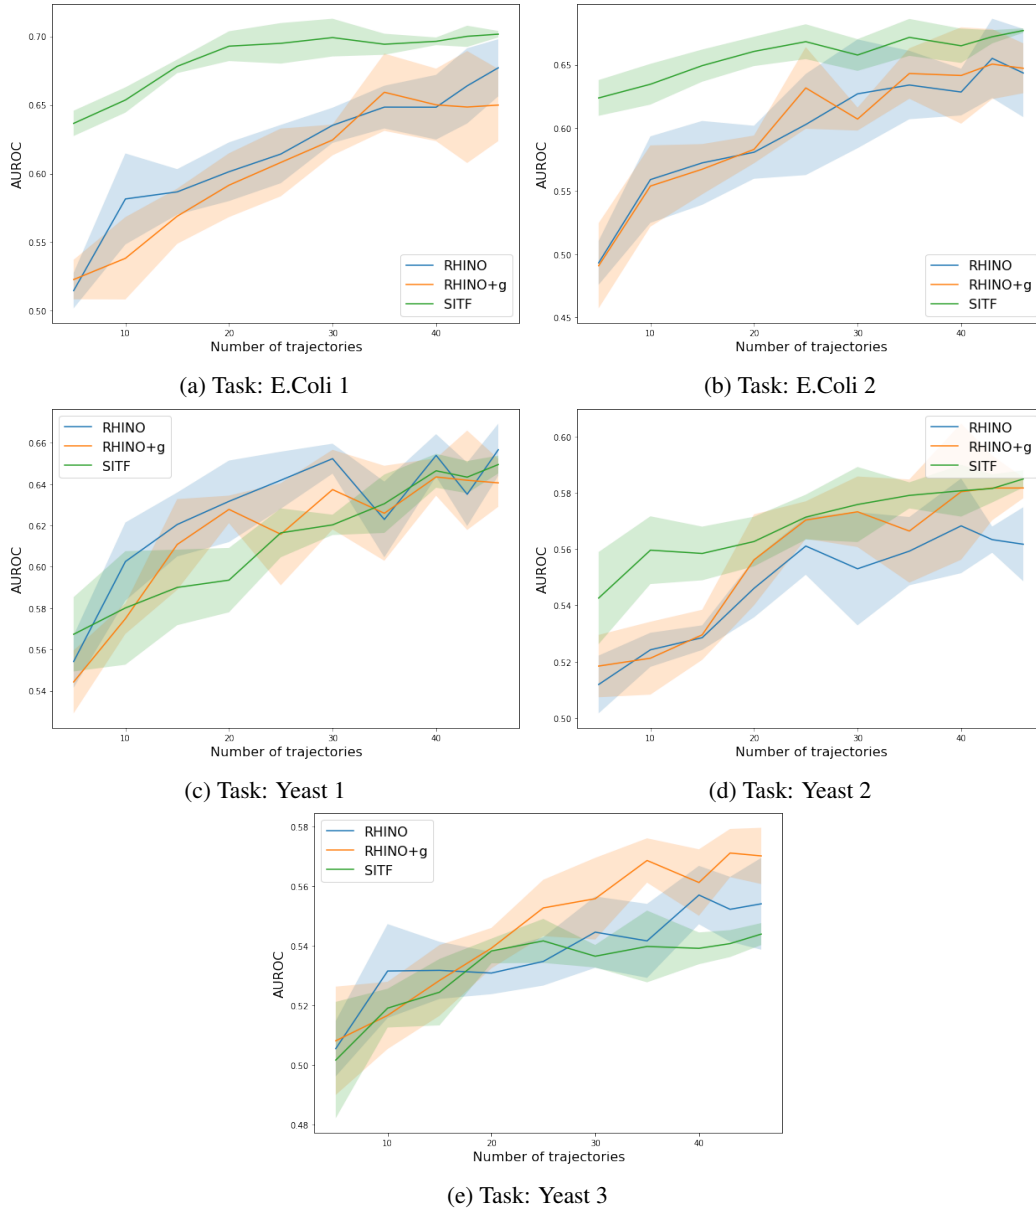 0.70
0.65
0.60
0.55
0.50
AUROC
RHINO
RHINO+g
SITF
10
20
30
40
Number of trajectories
(a) Task: E.Coli 1
0.65
0.60
0.55
0.50
0.45
AUROC
RHINO
RHINO+g
SITF
10
20
30
40
Number of trajectories
(b) Task: E.Coli 2
RHINO
RHINO+g
SITF
0.66
0.64
0.62
0.60
0.58
0.56
0.54
AUROC
10
20
30
40
Number of trajectories
(c) Task: Yeast 1
RHINO
RHINO+g
SITF
0.60
0.58
0.56
0.54
0.52
0.50
AUROC
10
20
30
40
Number of trajectories
(d) Task: Yeast 2
RHINO
RHINO+g
SITF
0.58
0.56
0.54
0.52
0.50
0.48
AUROC
10
20
30
40
Number of trajectories
(e) Task: Yeast 3